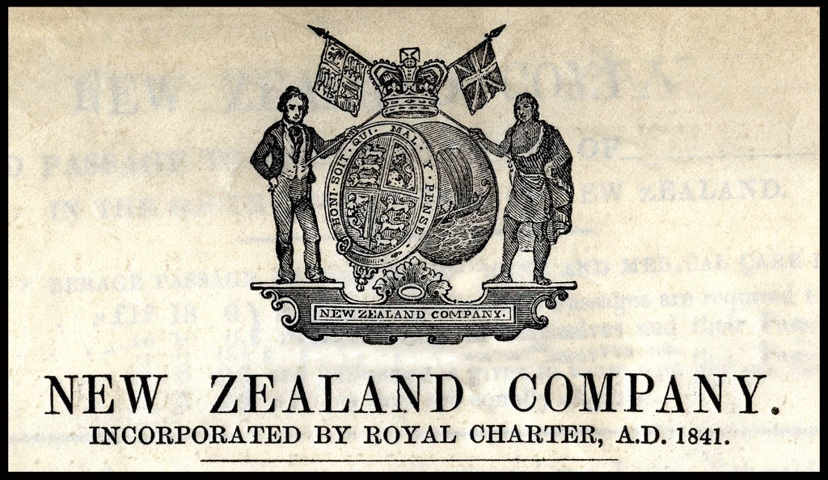 HONI · SOIT · QUI · MAL · Y · PENSE
NEW ZEALAND COMPANY.
NEW ZEALAND COMPANY.
INCORPORATED BY ROYAL CHARTER, A.D. 1841.